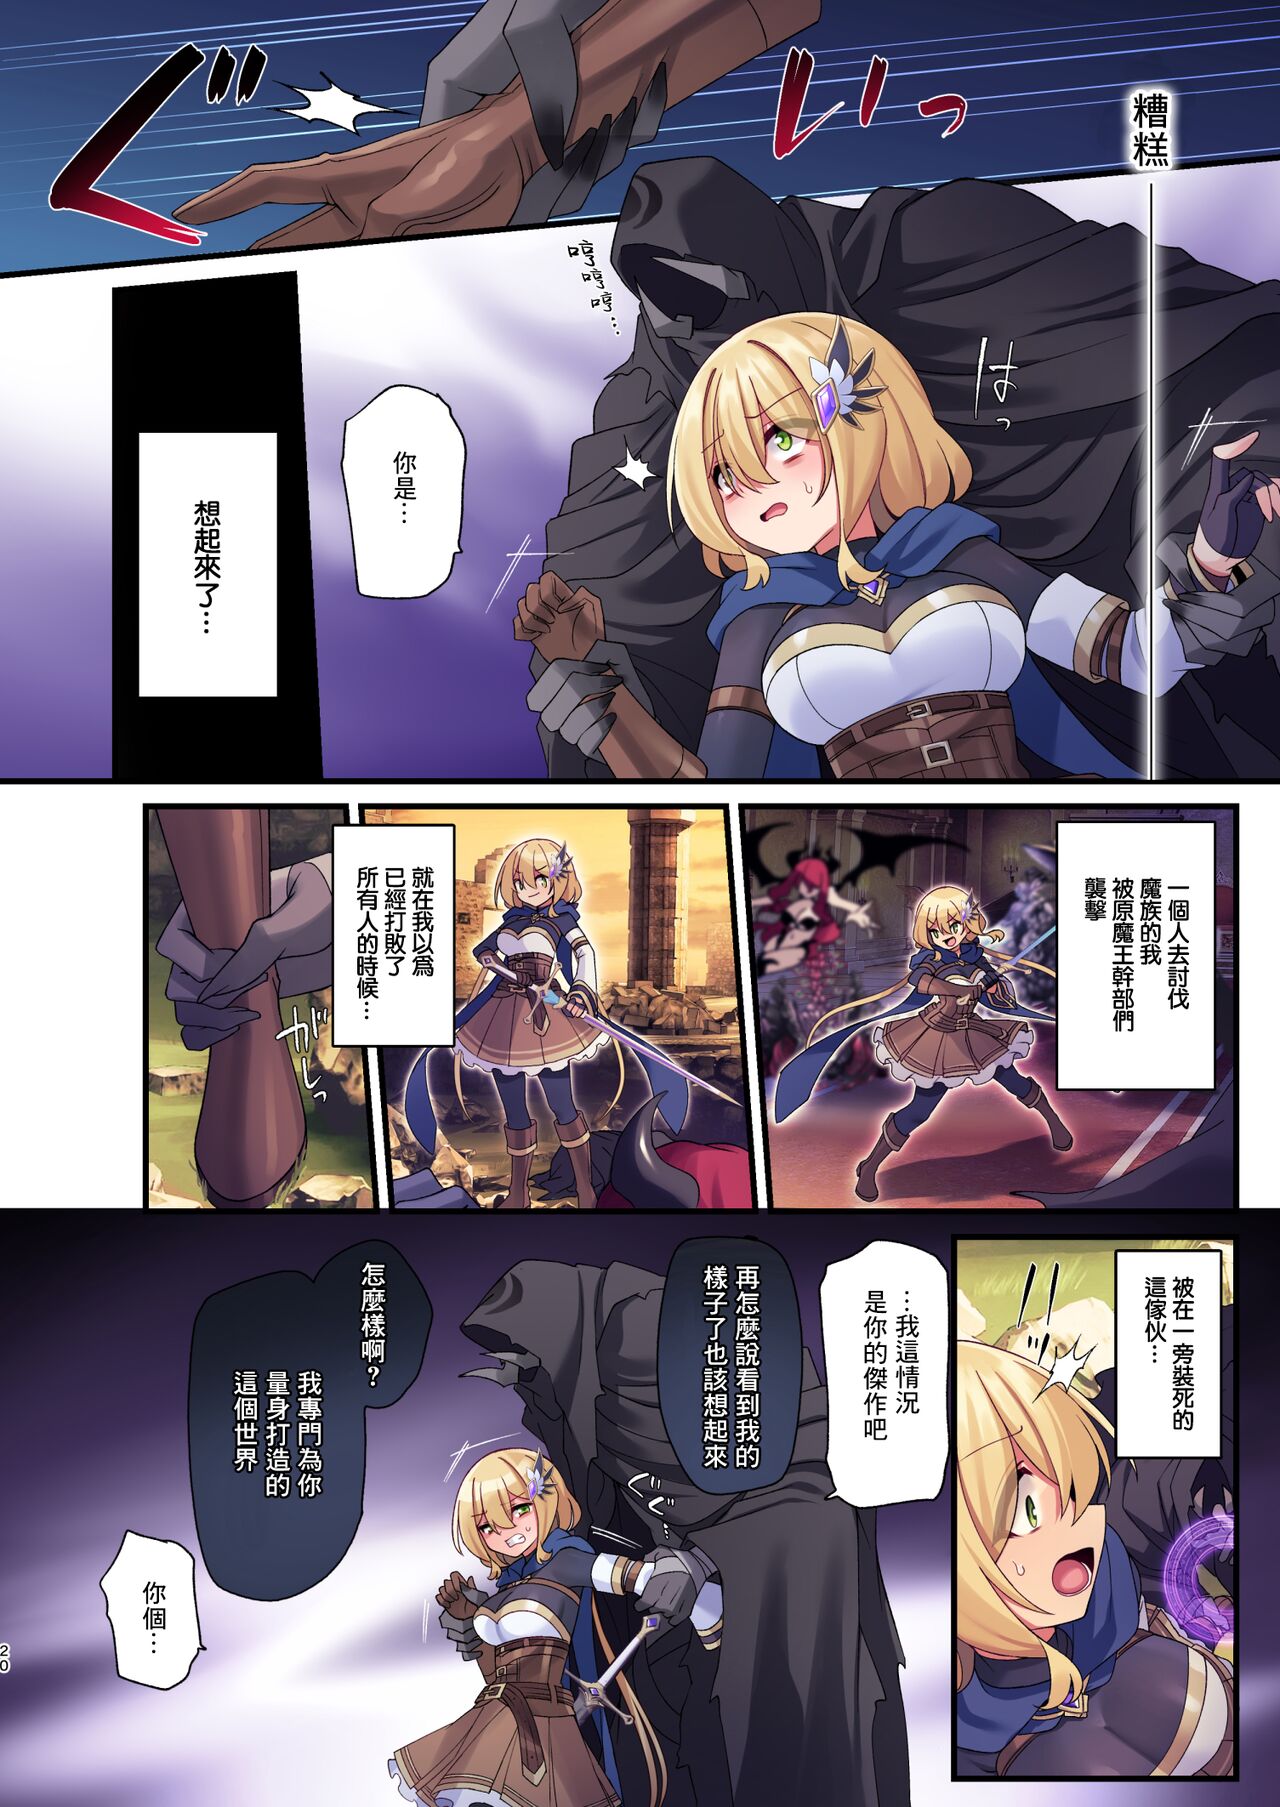 ぐいっ
糟糕
哼哼哼…
はっ
你是…
想起來了…
一個人去討伐
魔族的我
被原魔王幹部們
襲擊
就在我以為
已經打敗了
所有人的時候…
がしっ
被在一旁裝死的
這傢伙…
…我這情況
是你的傑作吧
再怎麼說看到我的
樣子了也該想起來
怎麼樣啊?
我專門為你
量身打造的
這個世界
ぐぐ…
你個…
20